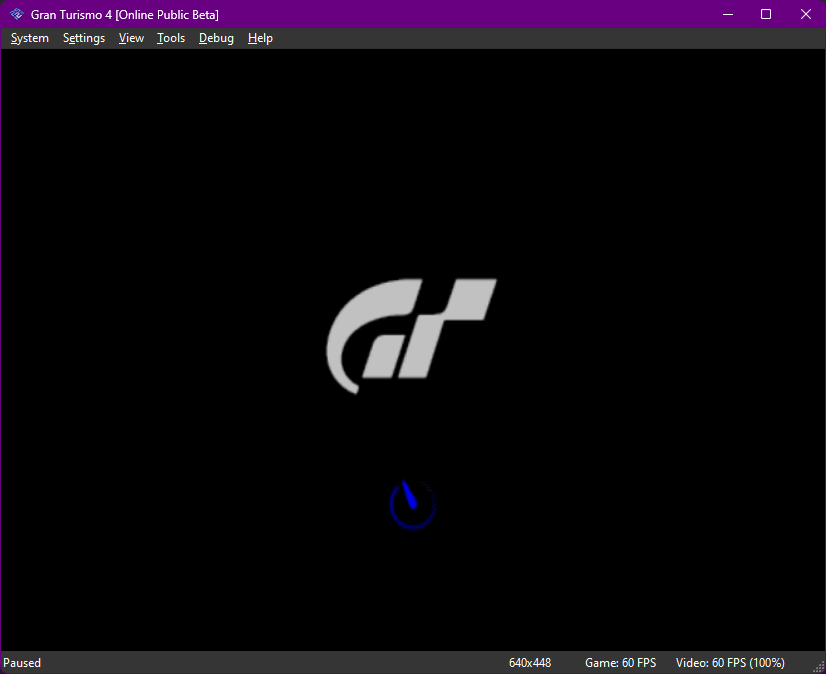 Gran Turismo 4 [Online Public Beta]
System Settings View Tools Debug Help
GT
Paused 640x448 Game: 60 FPS Video: 60 FPS (100%)